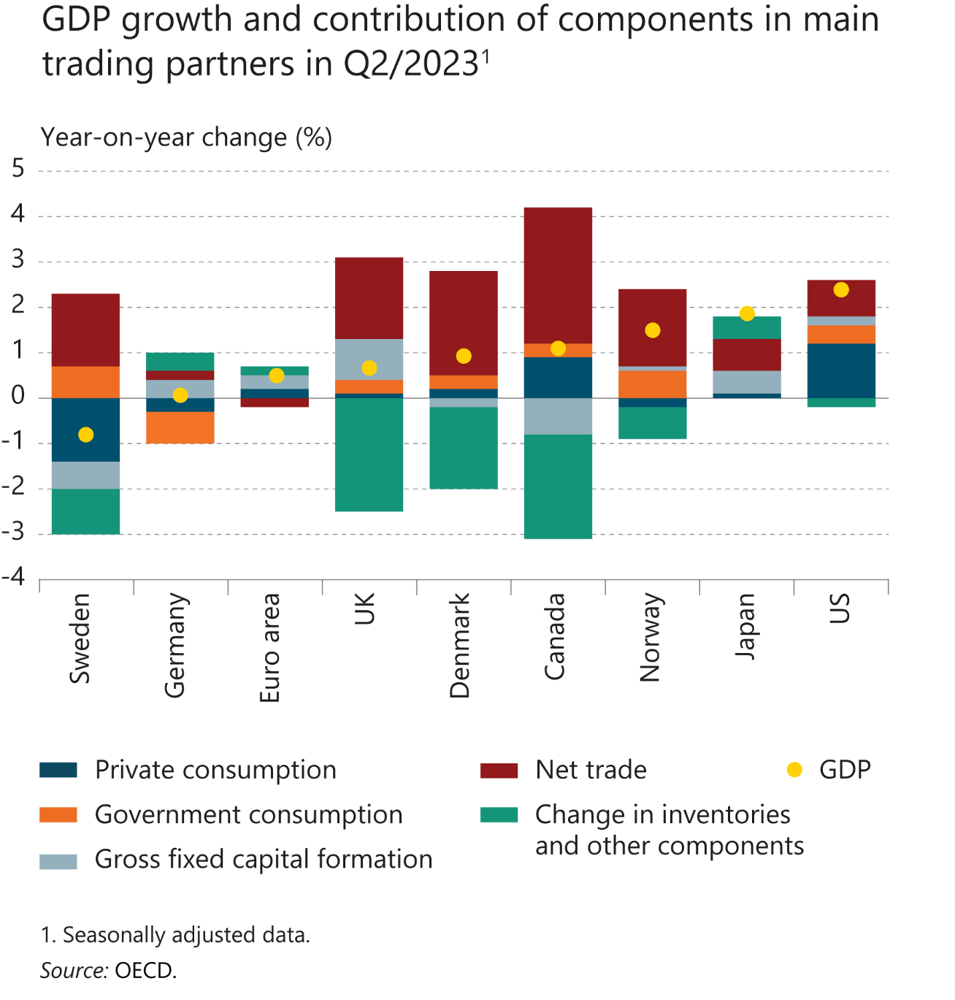 GDP growth and contribution of components in main
trading partners in Q2/2023¹
Year-on-year change (%)
5
4
3
2
1
0
-1
-2
-3
-4
Sweden
Germany
Euro area
UK
Denmark
Canada
Norway
Japan
US
Private consumption
Government consumption
Gross fixed capital formation
Net trade
Change in inventories
and other components
GDP
1. Seasonally adjusted data.
Source: OECD.